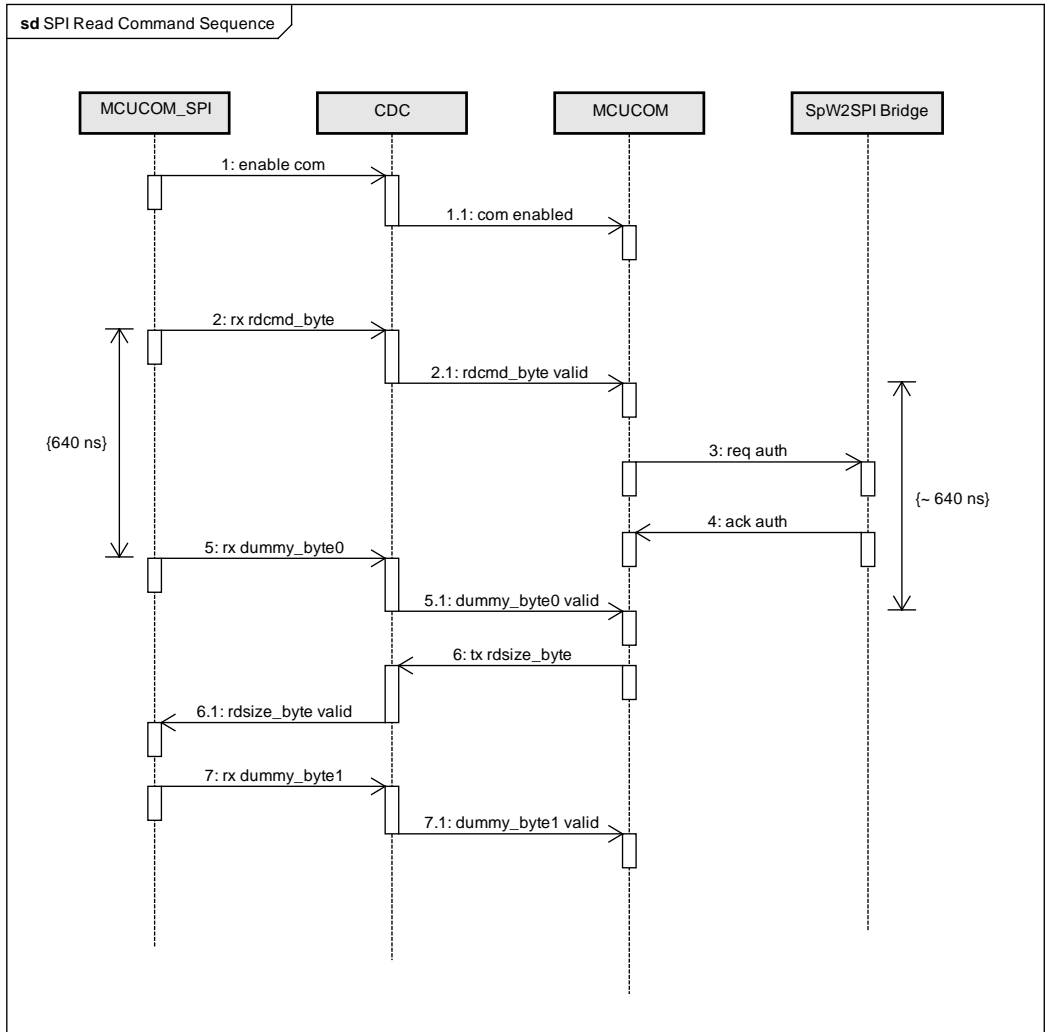 sd SPI Read Command Sequence
MCUCOM_SPI
CDC
MCUCOM
SpW2SPI Bridge
1: enable com
1.1: com enabled
2: rx rdcmd_byte
2.1: rdcmd_byte valid
{640 ns}
3: req auth
{~ 640 ns}
4: ack auth
5: rx dummy_byte0
5.1: dummy_byte0 valid
6: tx rdsize_byte
6.1: rdsize_byte valid
7: rx dummy_byte1
7.1: dummy_byte1 valid